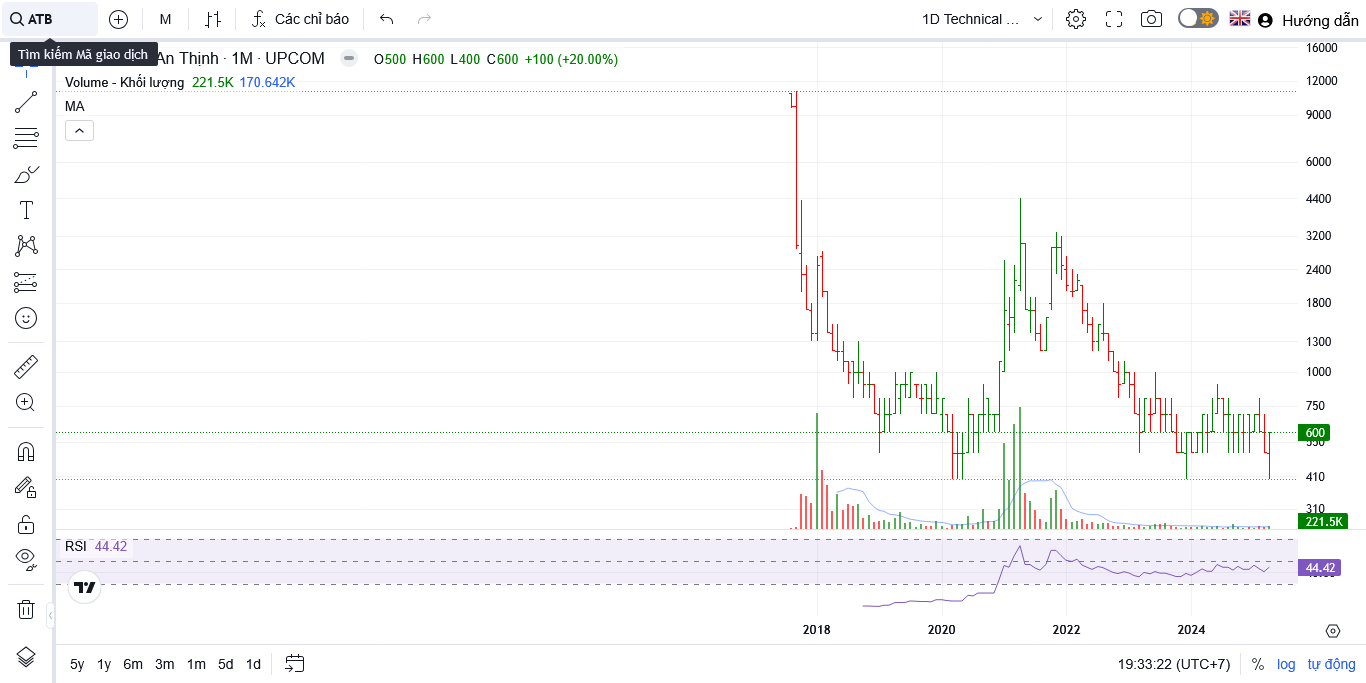 ATB
M
Các chỉ báo
1D Technical ...
Hướng dẫn
Tìm kiếm Mã giao dịch
An Thịnh · 1M · UPCOM
O500 H600 L400 C600 +100 (+20.00%)
Volume - Khối lượng 221.5K 170.642K
MA
16000
12000
9000
6000
4400
3200
2400
1800
1300
1000
750
600
550
410
310
221.5K
RSI 44.42
44.42
2018
2020
2022
2024
5y 1y 6m 3m 1m 5d 1d
19:33:22 (UTC+7)
%
log
tự động